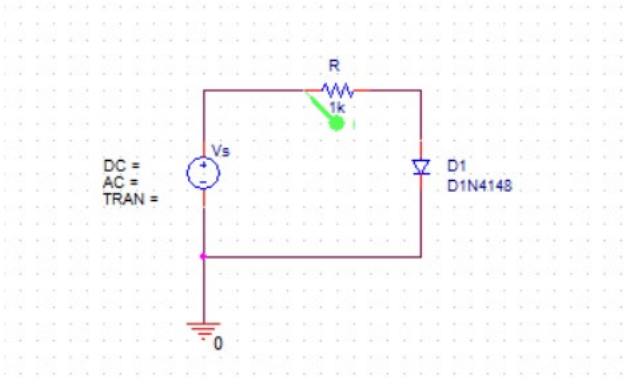 R
1k
I
Vs
+
-
DC =
AC =
TRAN =
D1
D1N4148
0